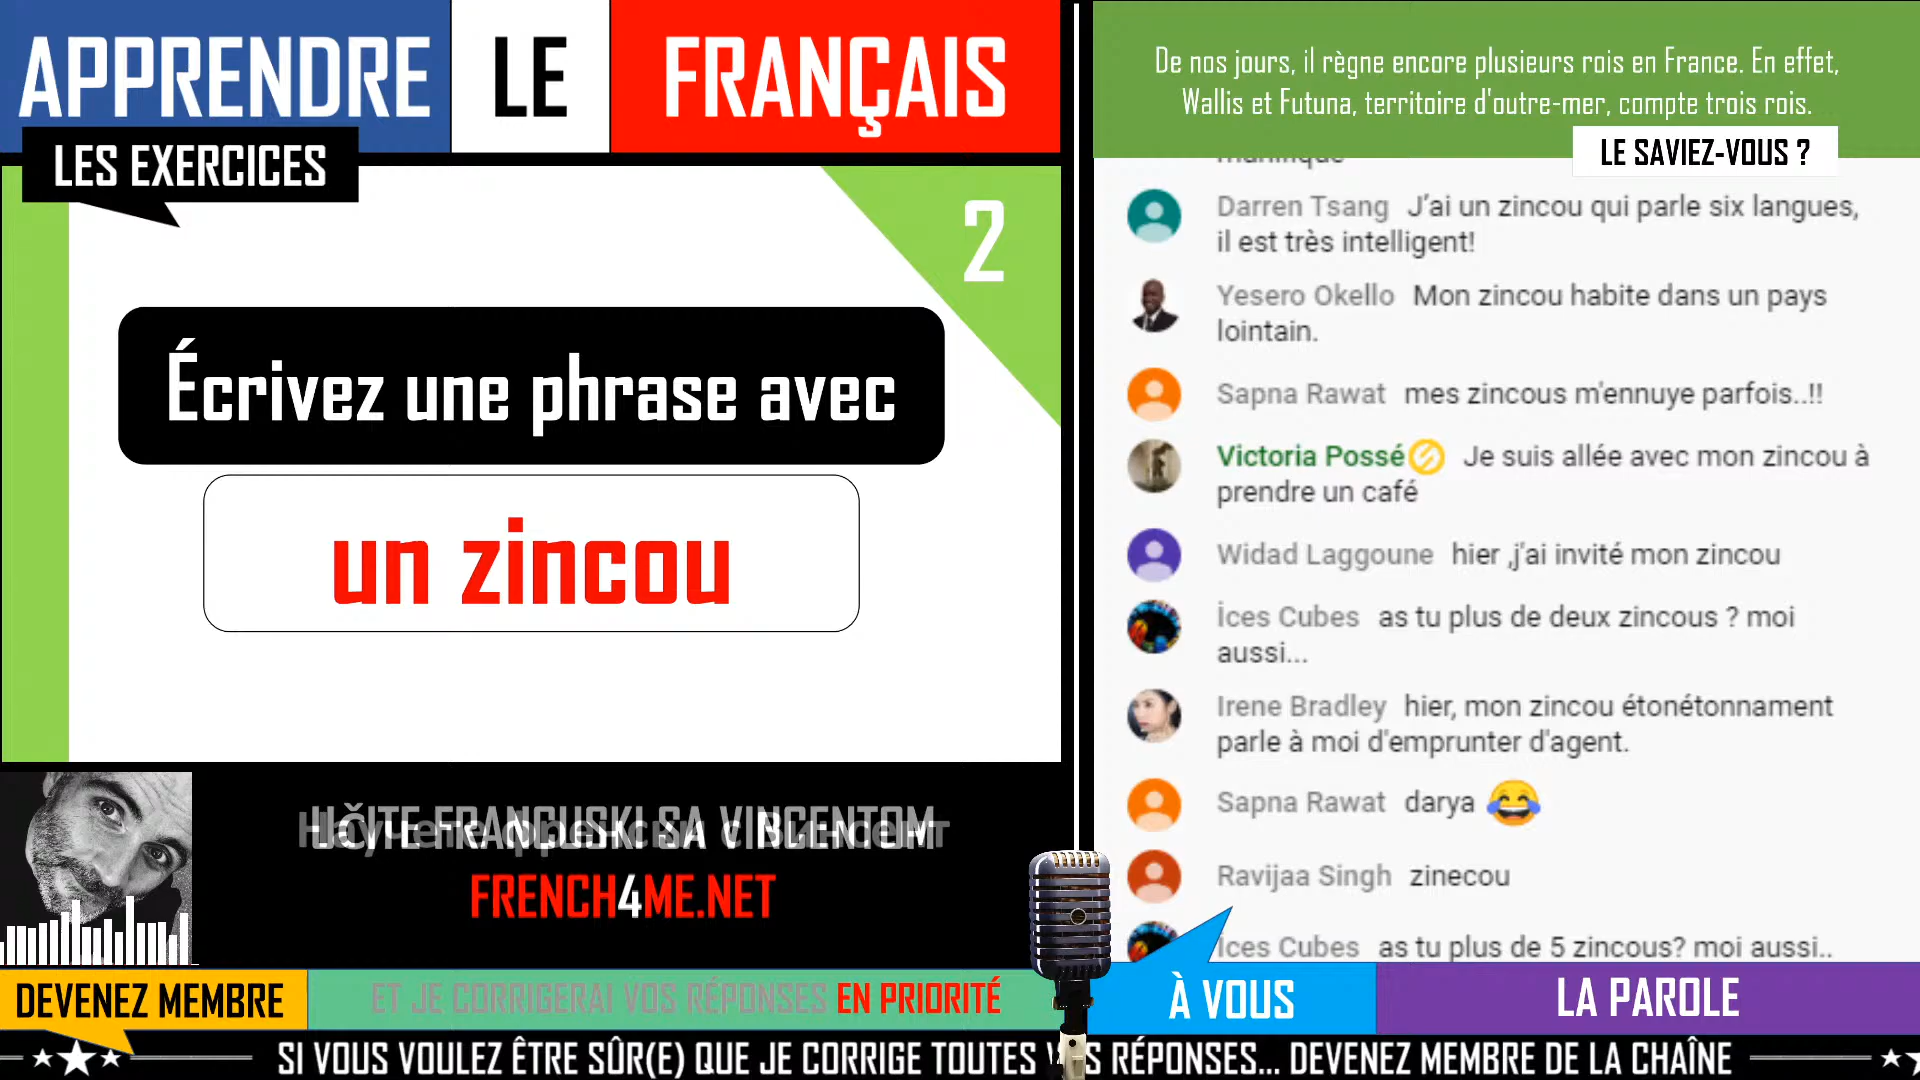 APPRENDRE LE FRANÇAIS
LES EXERCICES
2
Écrivez une phrase avec
un zincou
UČITE FRANCUSKI SA VINCENTOM
FRENCH4ME.NET
DEVENEZ MEMBRE
ET JE CORRIGERAI VOS RÉPONSES EN PRIORITÉ
De nos jours, il règne encore plusieurs rois en France. En effet,
Wallis et Futuna, territoire d'outre-mer, compte trois rois.
LE SAVIEZ-VOUS ?
Darren Tsang J'ai un zincou qui parle six langues,
il est très intelligent!
Yesero Okello Mon zincou habite dans un pays
lointain.
Sapna Rawat mes zincous m'ennuye parfois..!!
Victoria Possé Je suis allée avec mon zincou à
prendre un café
Widad Laggoune hier ,j'ai invité mon zincou
İces Cubes as tu plus de deux zincous ? moi
aussi...
Irene Bradley hier, mon zincou étonétonnament
parle à moi d'emprunter d'agent.
Sapna Rawat darya 😂
Ravijaa Singh zinecou
İces Cubes as tu plus de 5 zincous? moi aussi..
À VOUS LA PAROLE
SI VOUS VOULEZ ÊTRE SÛR(E) QUE JE CORRIGE TOUTES VOS RÉPONSES... DEVENEZ MEMBRE DE LA CHAÎNE